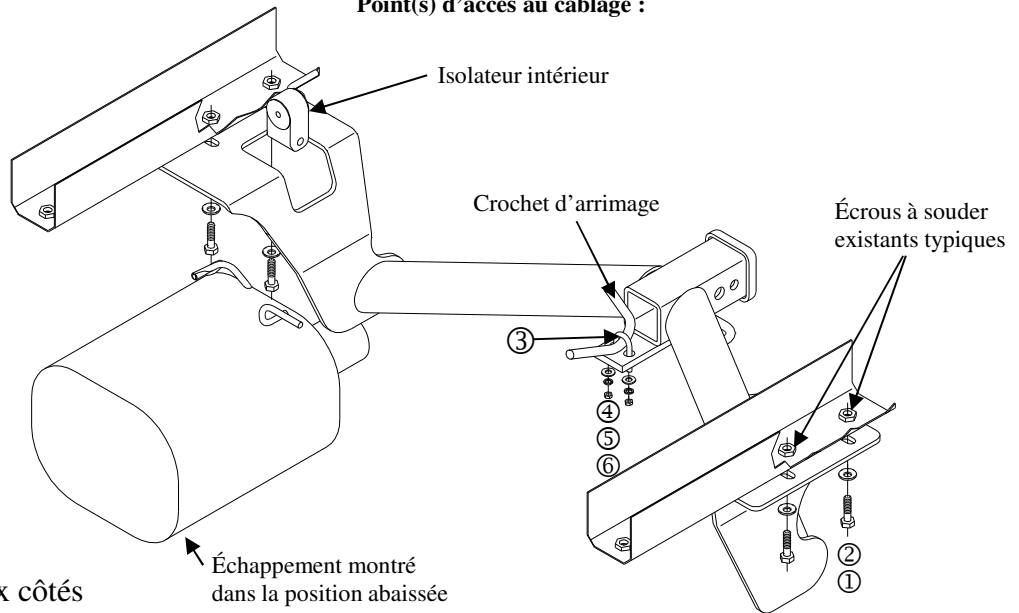 Point(s) d'accès au câblage :
Isolateur intérieur
Crochet d'arrimage
Écrous à souder
existants typiques
③
④
⑤
⑥
②
①
Échappement montré
dans la position abaissée
x côtés